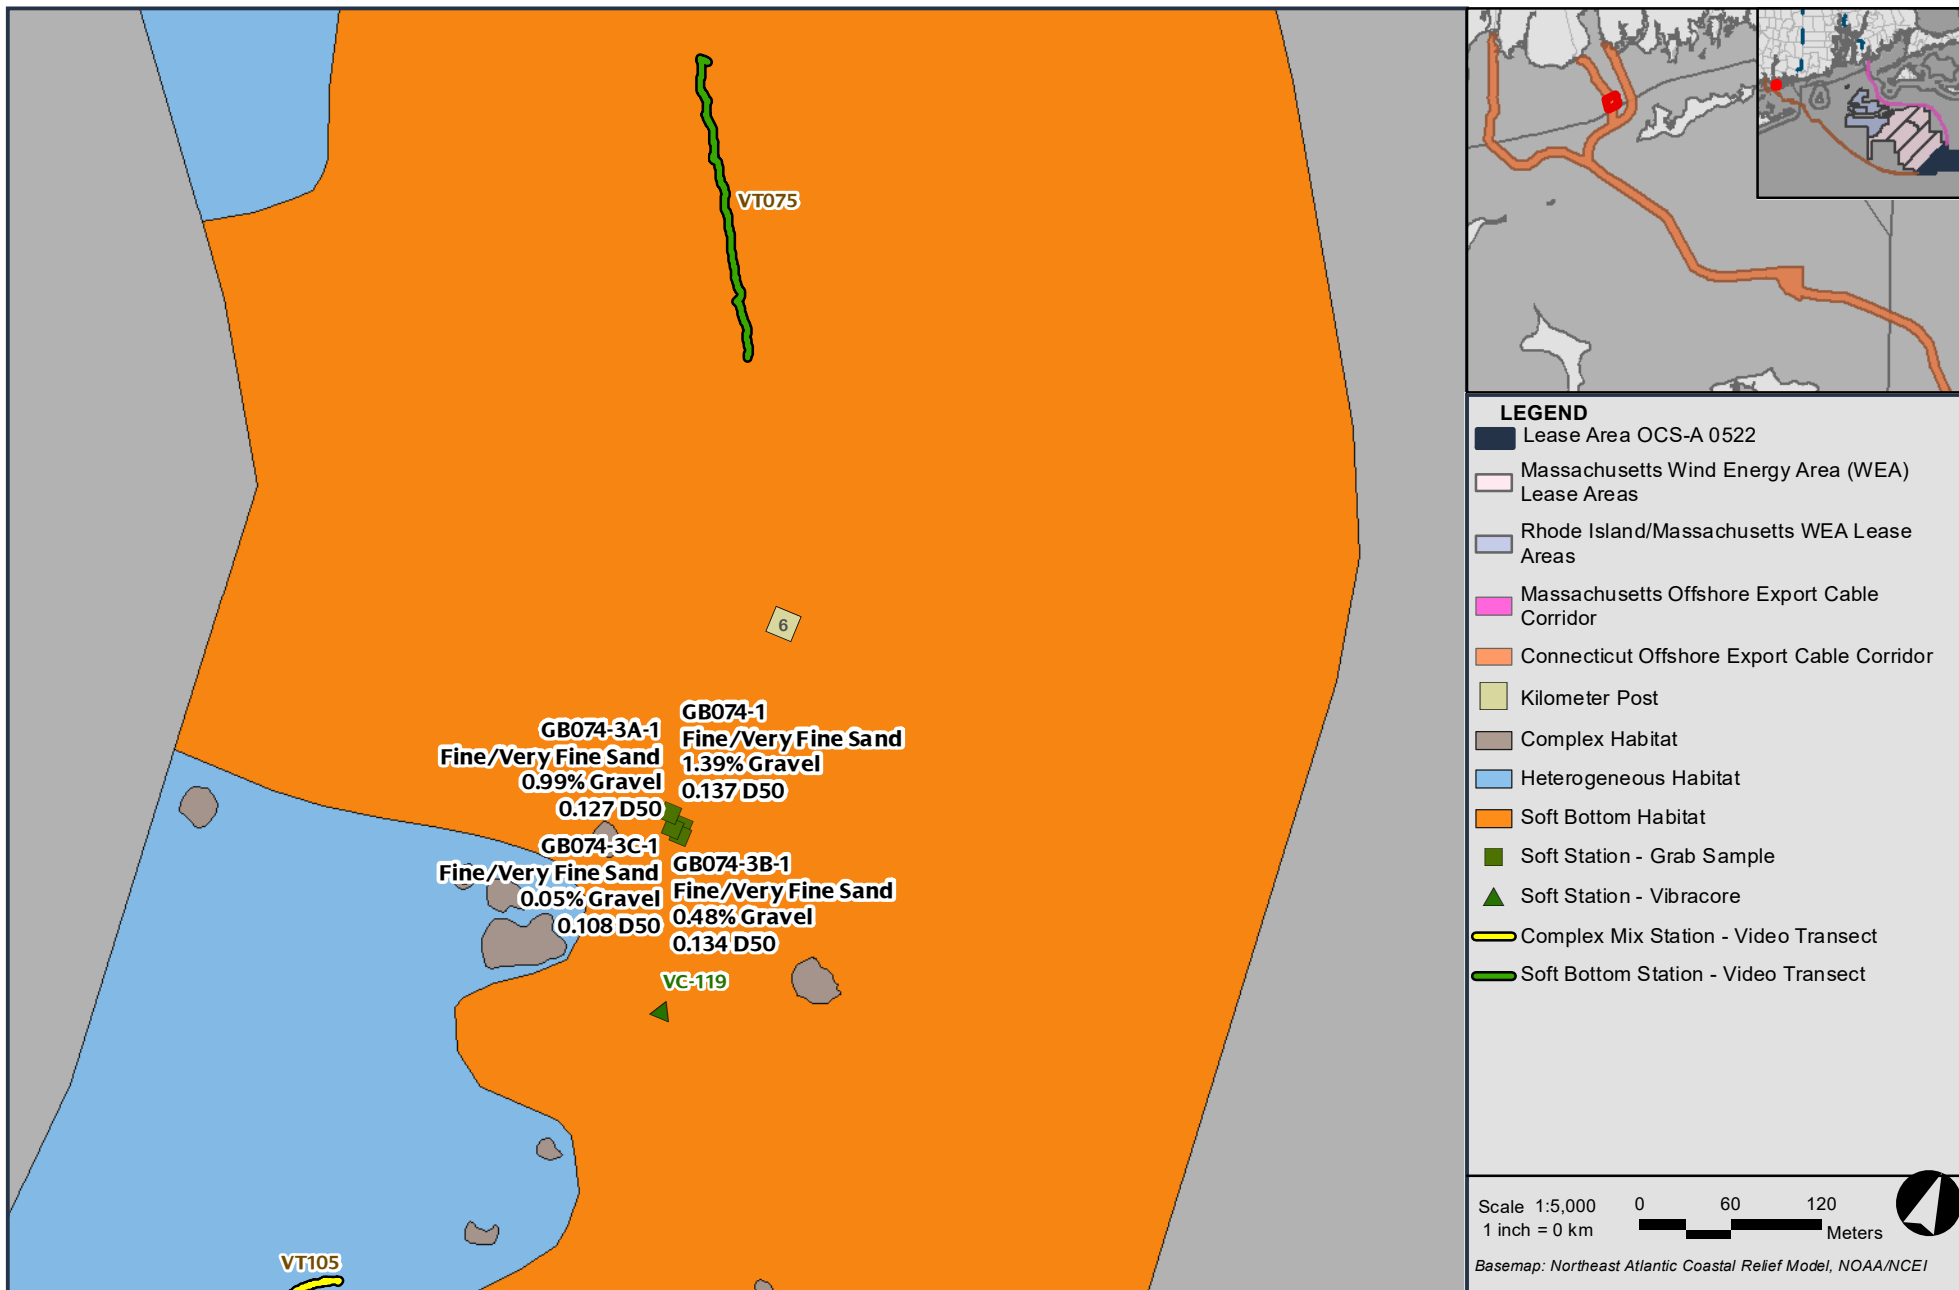 VT075
6
GB074-3A-1
Fine/Very Fine Sand
0.99% Gravel
0.127 D50
GB074-1
Fine/Very Fine Sand
1.39% Gravel
0.137 D50
GB074-3C-1
Fine/Very Fine Sand
0.05% Gravel
0.108 D50
GB074-3B-1
Fine/Very Fine Sand
0.48% Gravel
0.134 D50
VC-119
VT105
LEGEND
Lease Area OCS-A 0522
Massachusetts Wind Energy Area (WEA)
Lease Areas
Rhode Island/Massachusetts WEA Lease
Areas
Massachusetts Offshore Export Cable
Corridor
Connecticut Offshore Export Cable Corridor
Kilometer Post
Complex Habitat
Heterogeneous Habitat
Soft Bottom Habitat
Soft Station - Grab Sample
Soft Station - Vibracore
Complex Mix Station - Video Transect
Soft Bottom Station - Video Transect
Scale 1:5,000
1 inch = 0 km
0 60 120
Meters
Basemap: Northeast Atlantic Coastal Relief Model, NOAA/NCEI